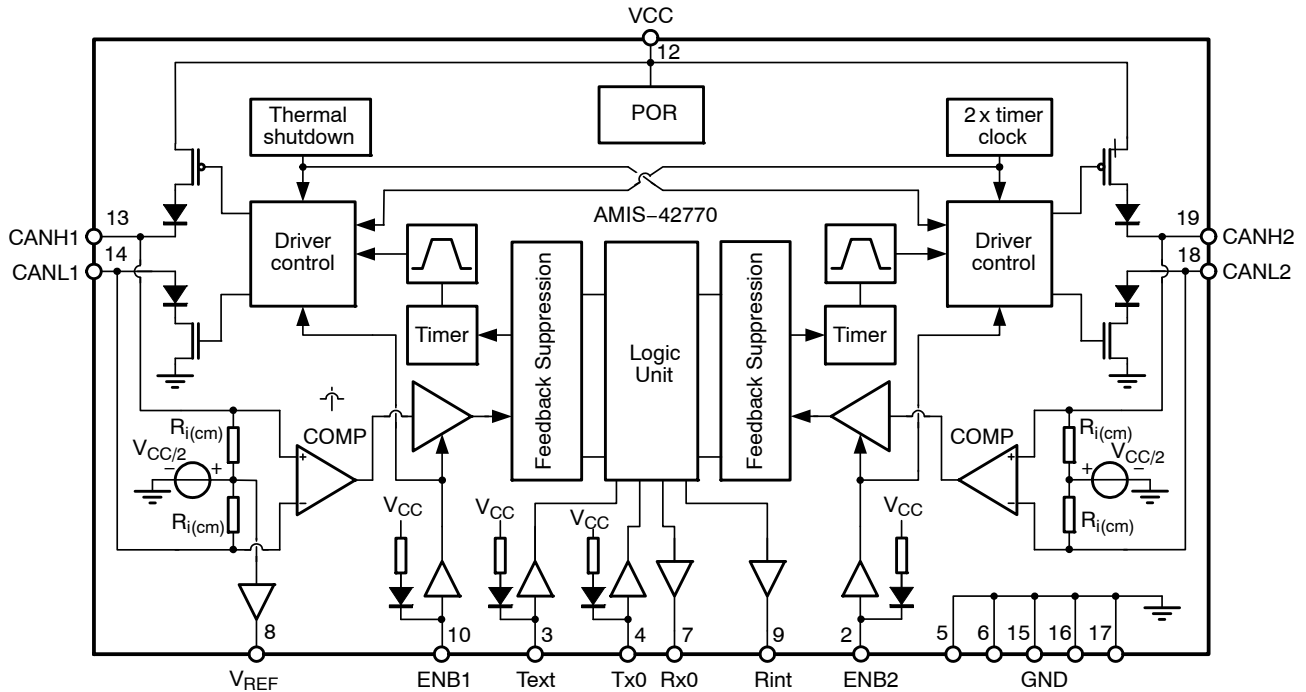 VCC
12
Thermal
shutdown
POR
2 x timer
clock
AMIS−42770
13
CANH1
14
CANL1
19
CANH2
18
CANL2
Driver
control
Driver
control
Timer
Feedback Suppression
Logic
Unit
Feedback Suppression
Timer
COMP
+
−
COMP
+
−
Ri(cm)
VCC/2
− +
Ri(cm)
Ri(cm)
VCC/2
+ −
Ri(cm)
VCC
VCC
VCC
VCC
8
10
3
4
7
9
2
5
6
15
16
17
VREF
ENB1
Text
Tx0
Rx0
Rint
ENB2
GND